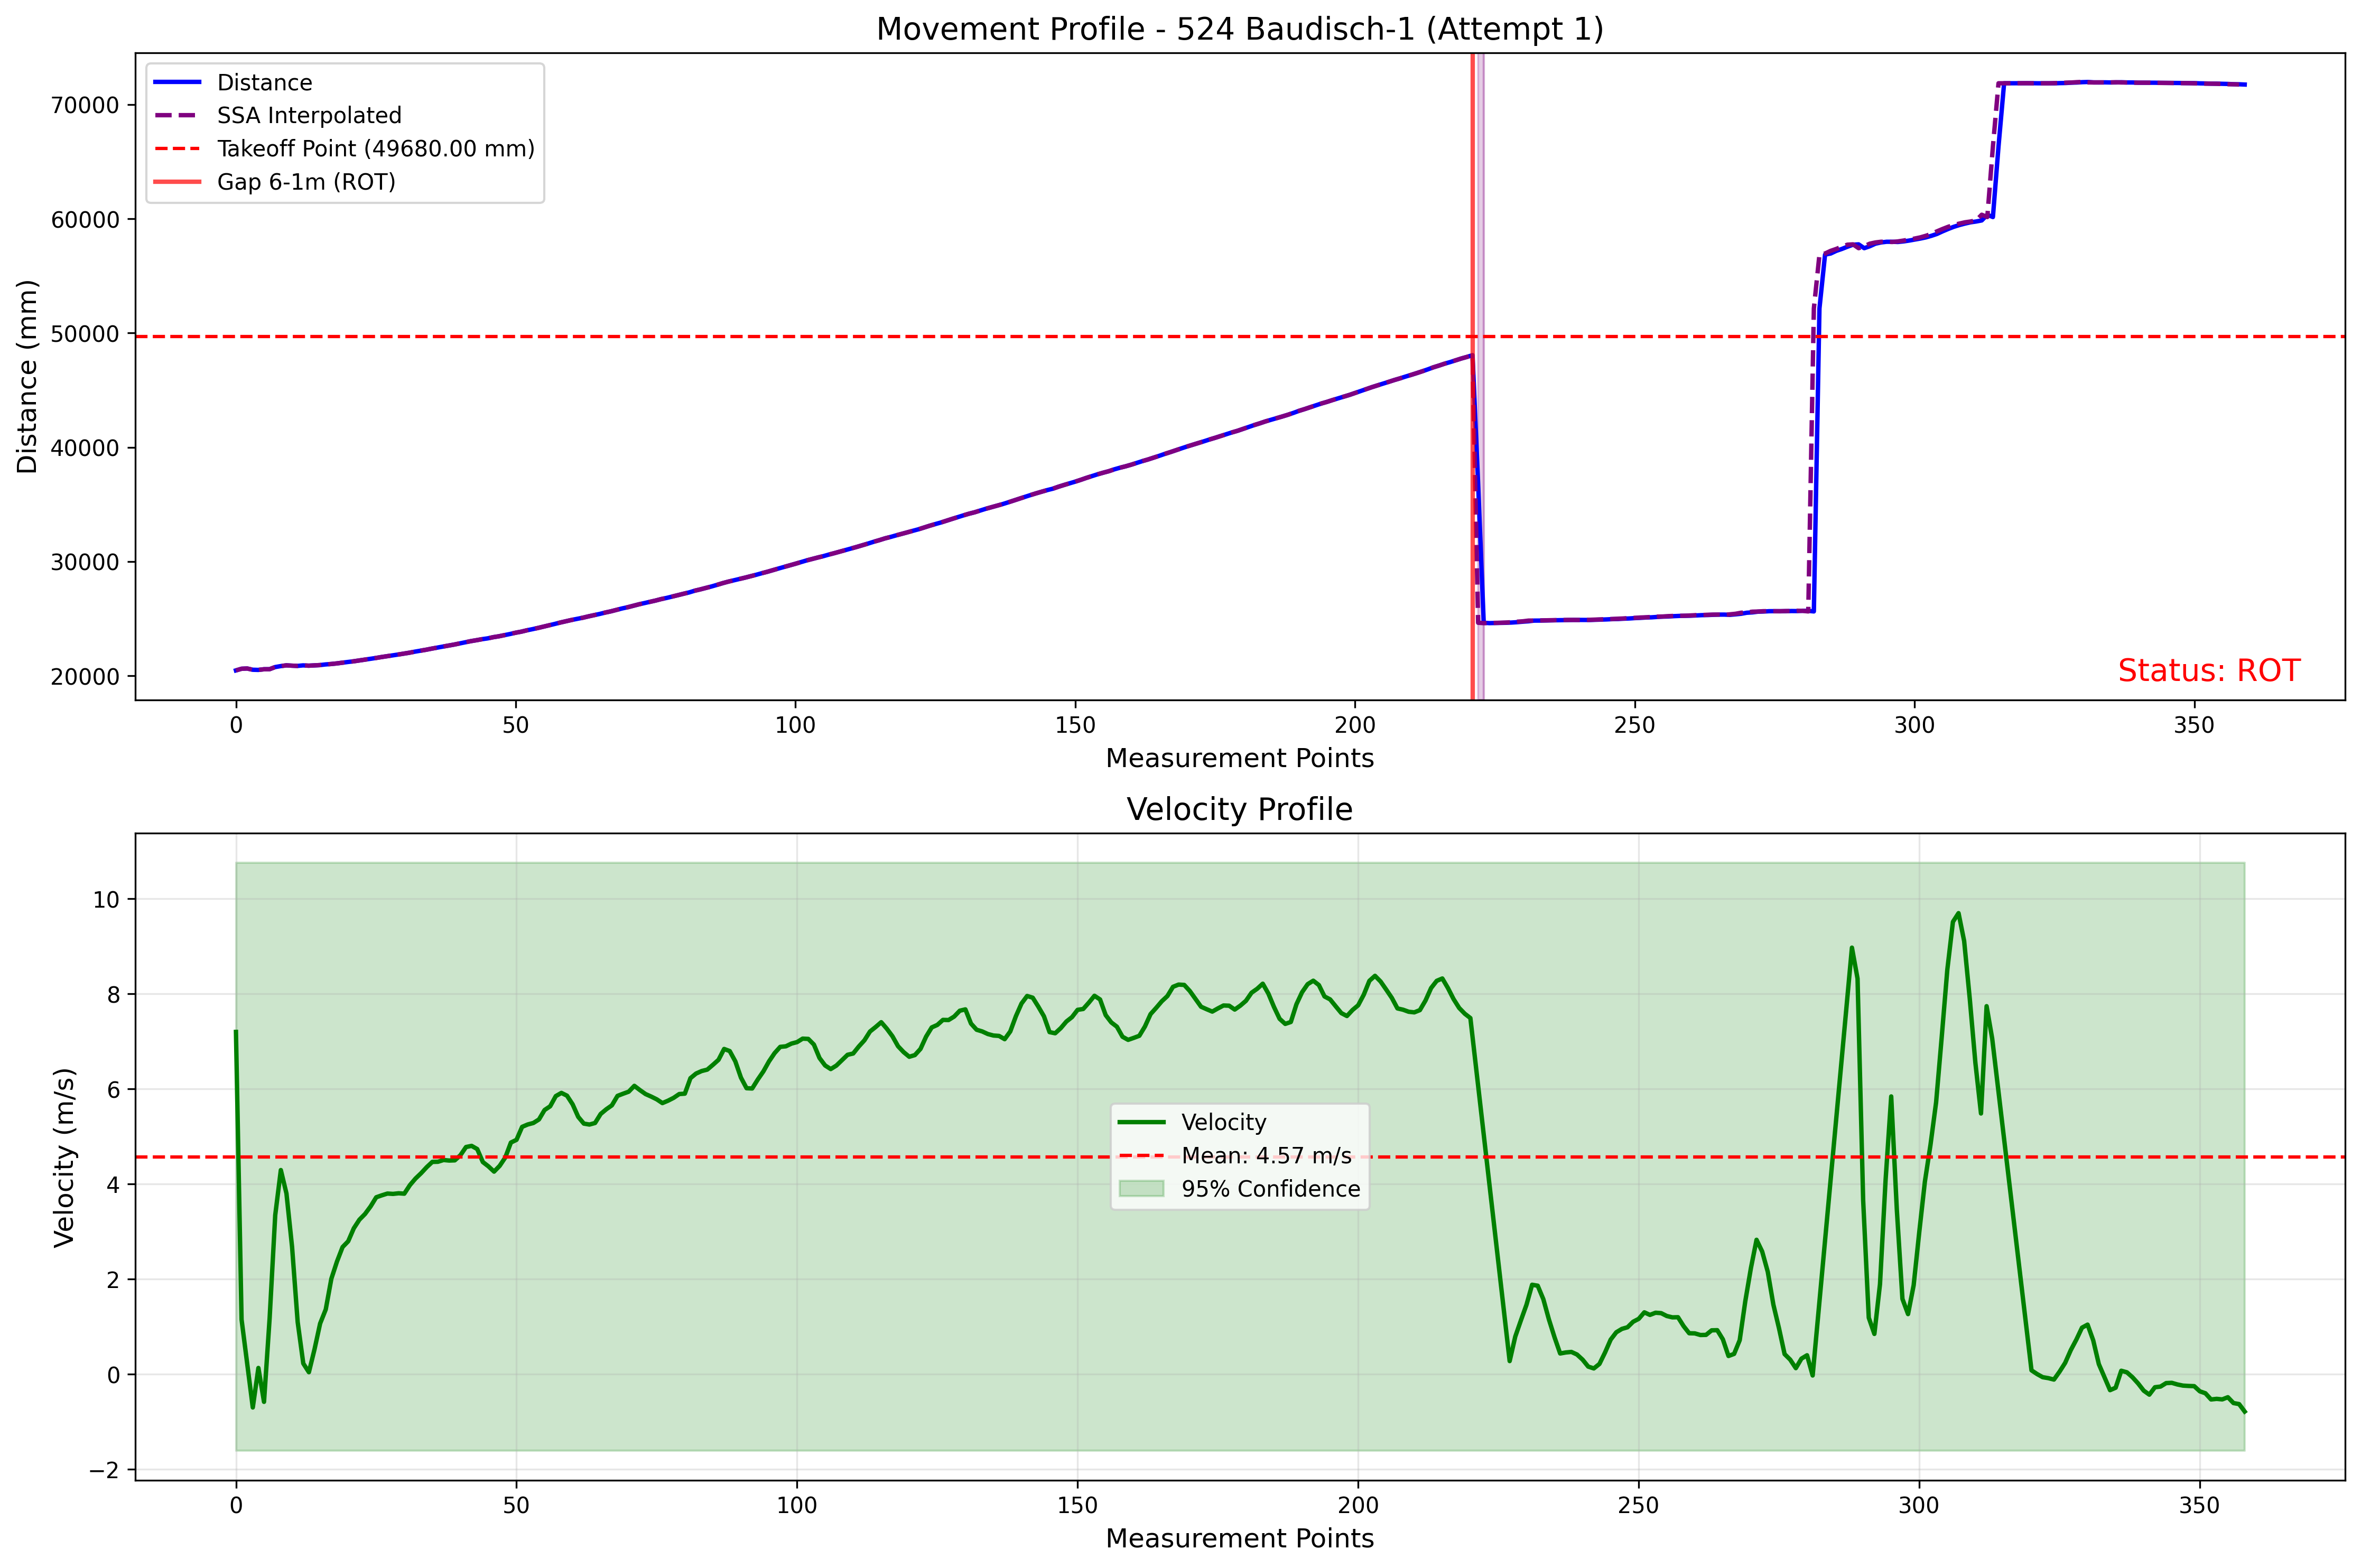 Movement Profile - 524 Baudisch-1 (Attempt 1)
Distance
SSA Interpolated
Takeoff Point (49680.00 mm)
Gap 6-1m (ROT)
Distance (mm)
70000
60000
50000
40000
30000
20000
Status: ROT
0 50 100 150 200 250 300 350
Measurement Points
Velocity Profile
Velocity (m/s)
10
8
6
4
2
0
−2
Velocity
Mean: 4.57 m/s
95% Confidence
0 50 100 150 200 250 300 350
Measurement Points